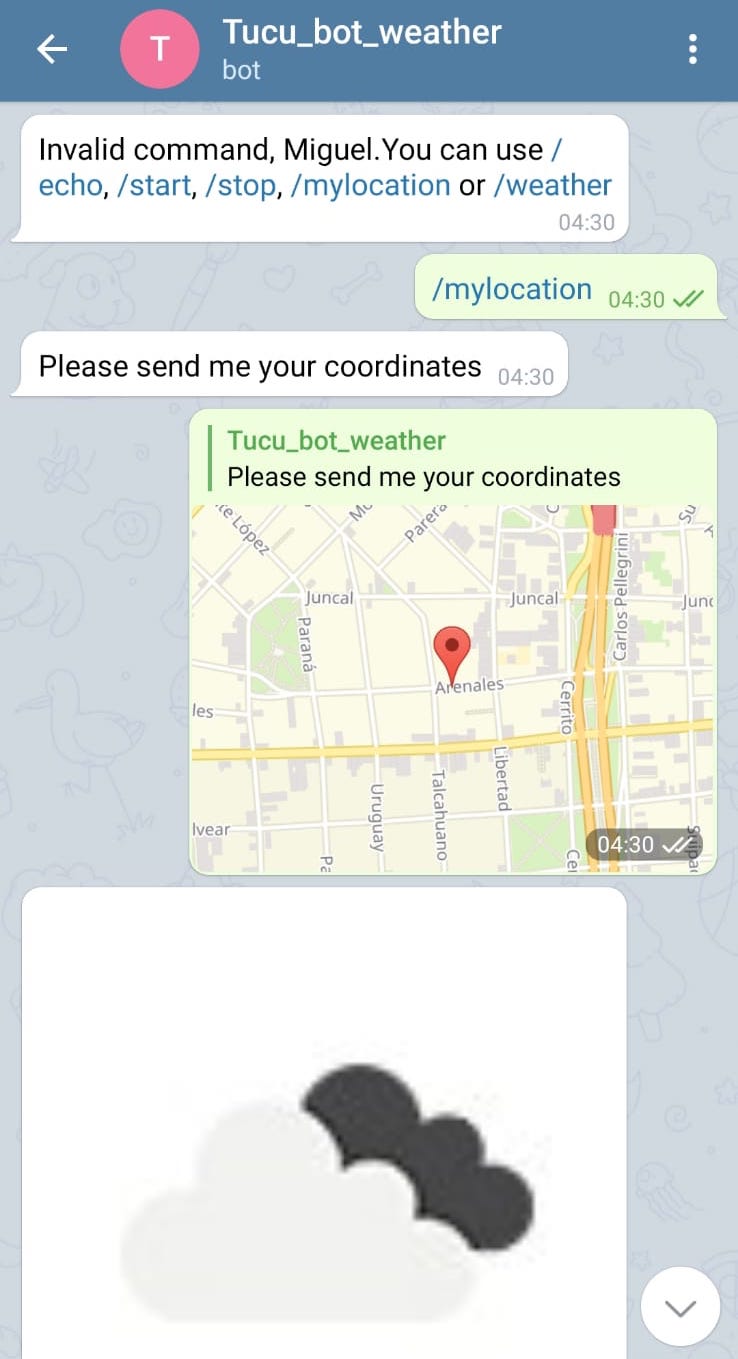 T
Tucu_bot_weather
bot
Invalid command, Miguel.You can use /
echo, /start, /stop, /mylocation or /weather
04:30
/mylocation 04:30
Please send me your coordinates 04:30
Tucu_bot_weather
Please send me your coordinates
te López
Parera
Su
Juncal
Juncal
Junc
Carlos Pellegrini
Paraná
Arenales
les
Cerrito
Libertad
Talcahuano
Uruguay
lvear
Pa
Cer
04:30